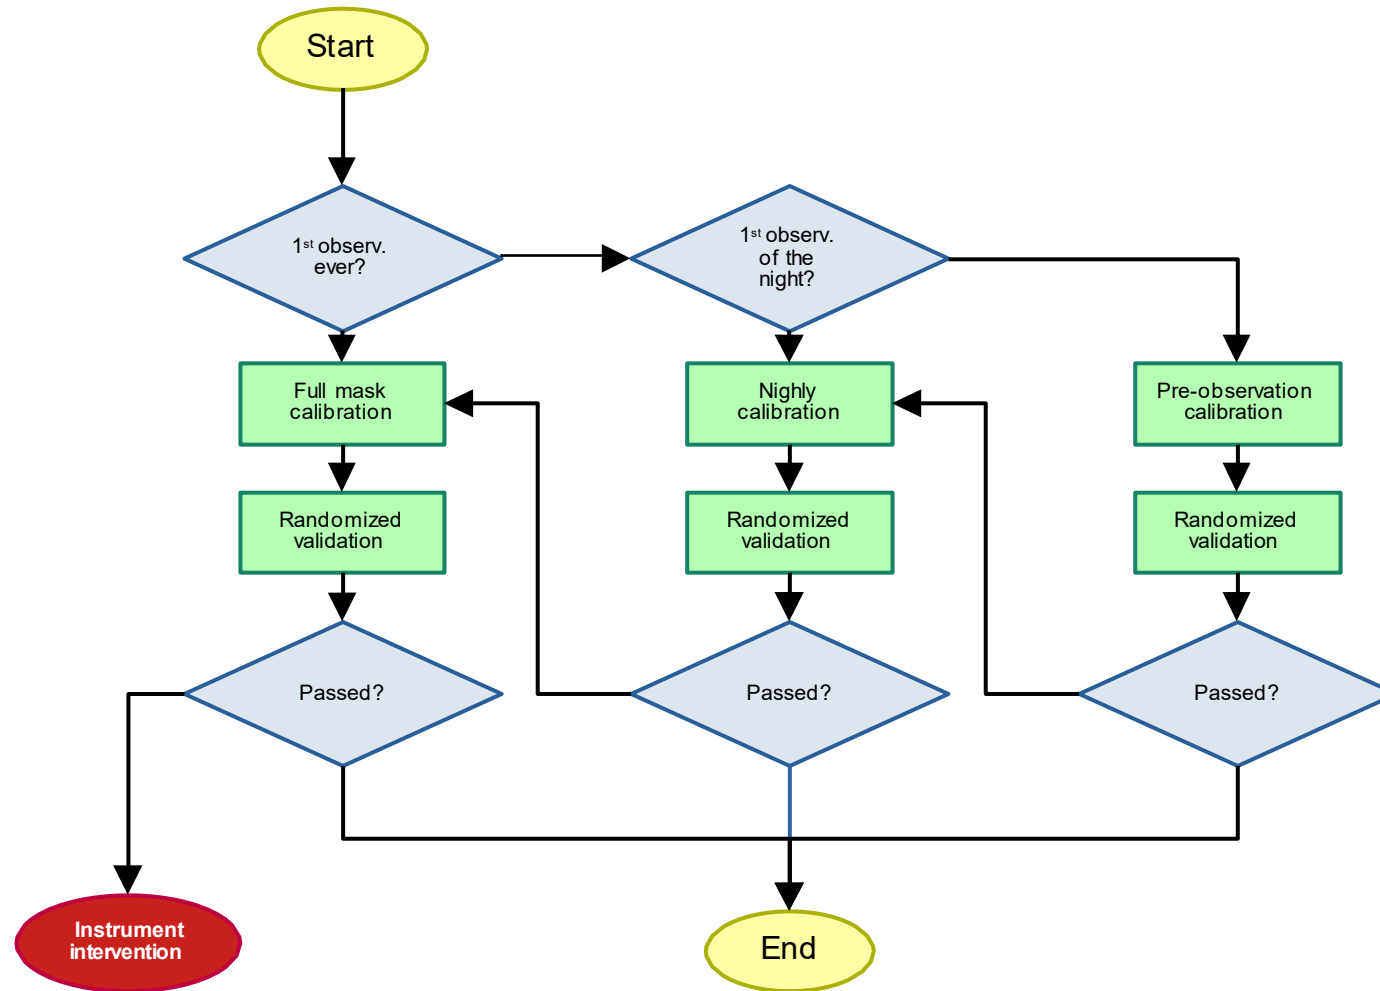 Start
1st observ.
ever?
1st observ.
of the
night?
Full mask
calibration
Nighly
calibration
Pre-observation
calibration
Randomized
validation
Randomized
validation
Randomized
validation
Passed?
Passed?
Passed?
Instrument
intervention
End